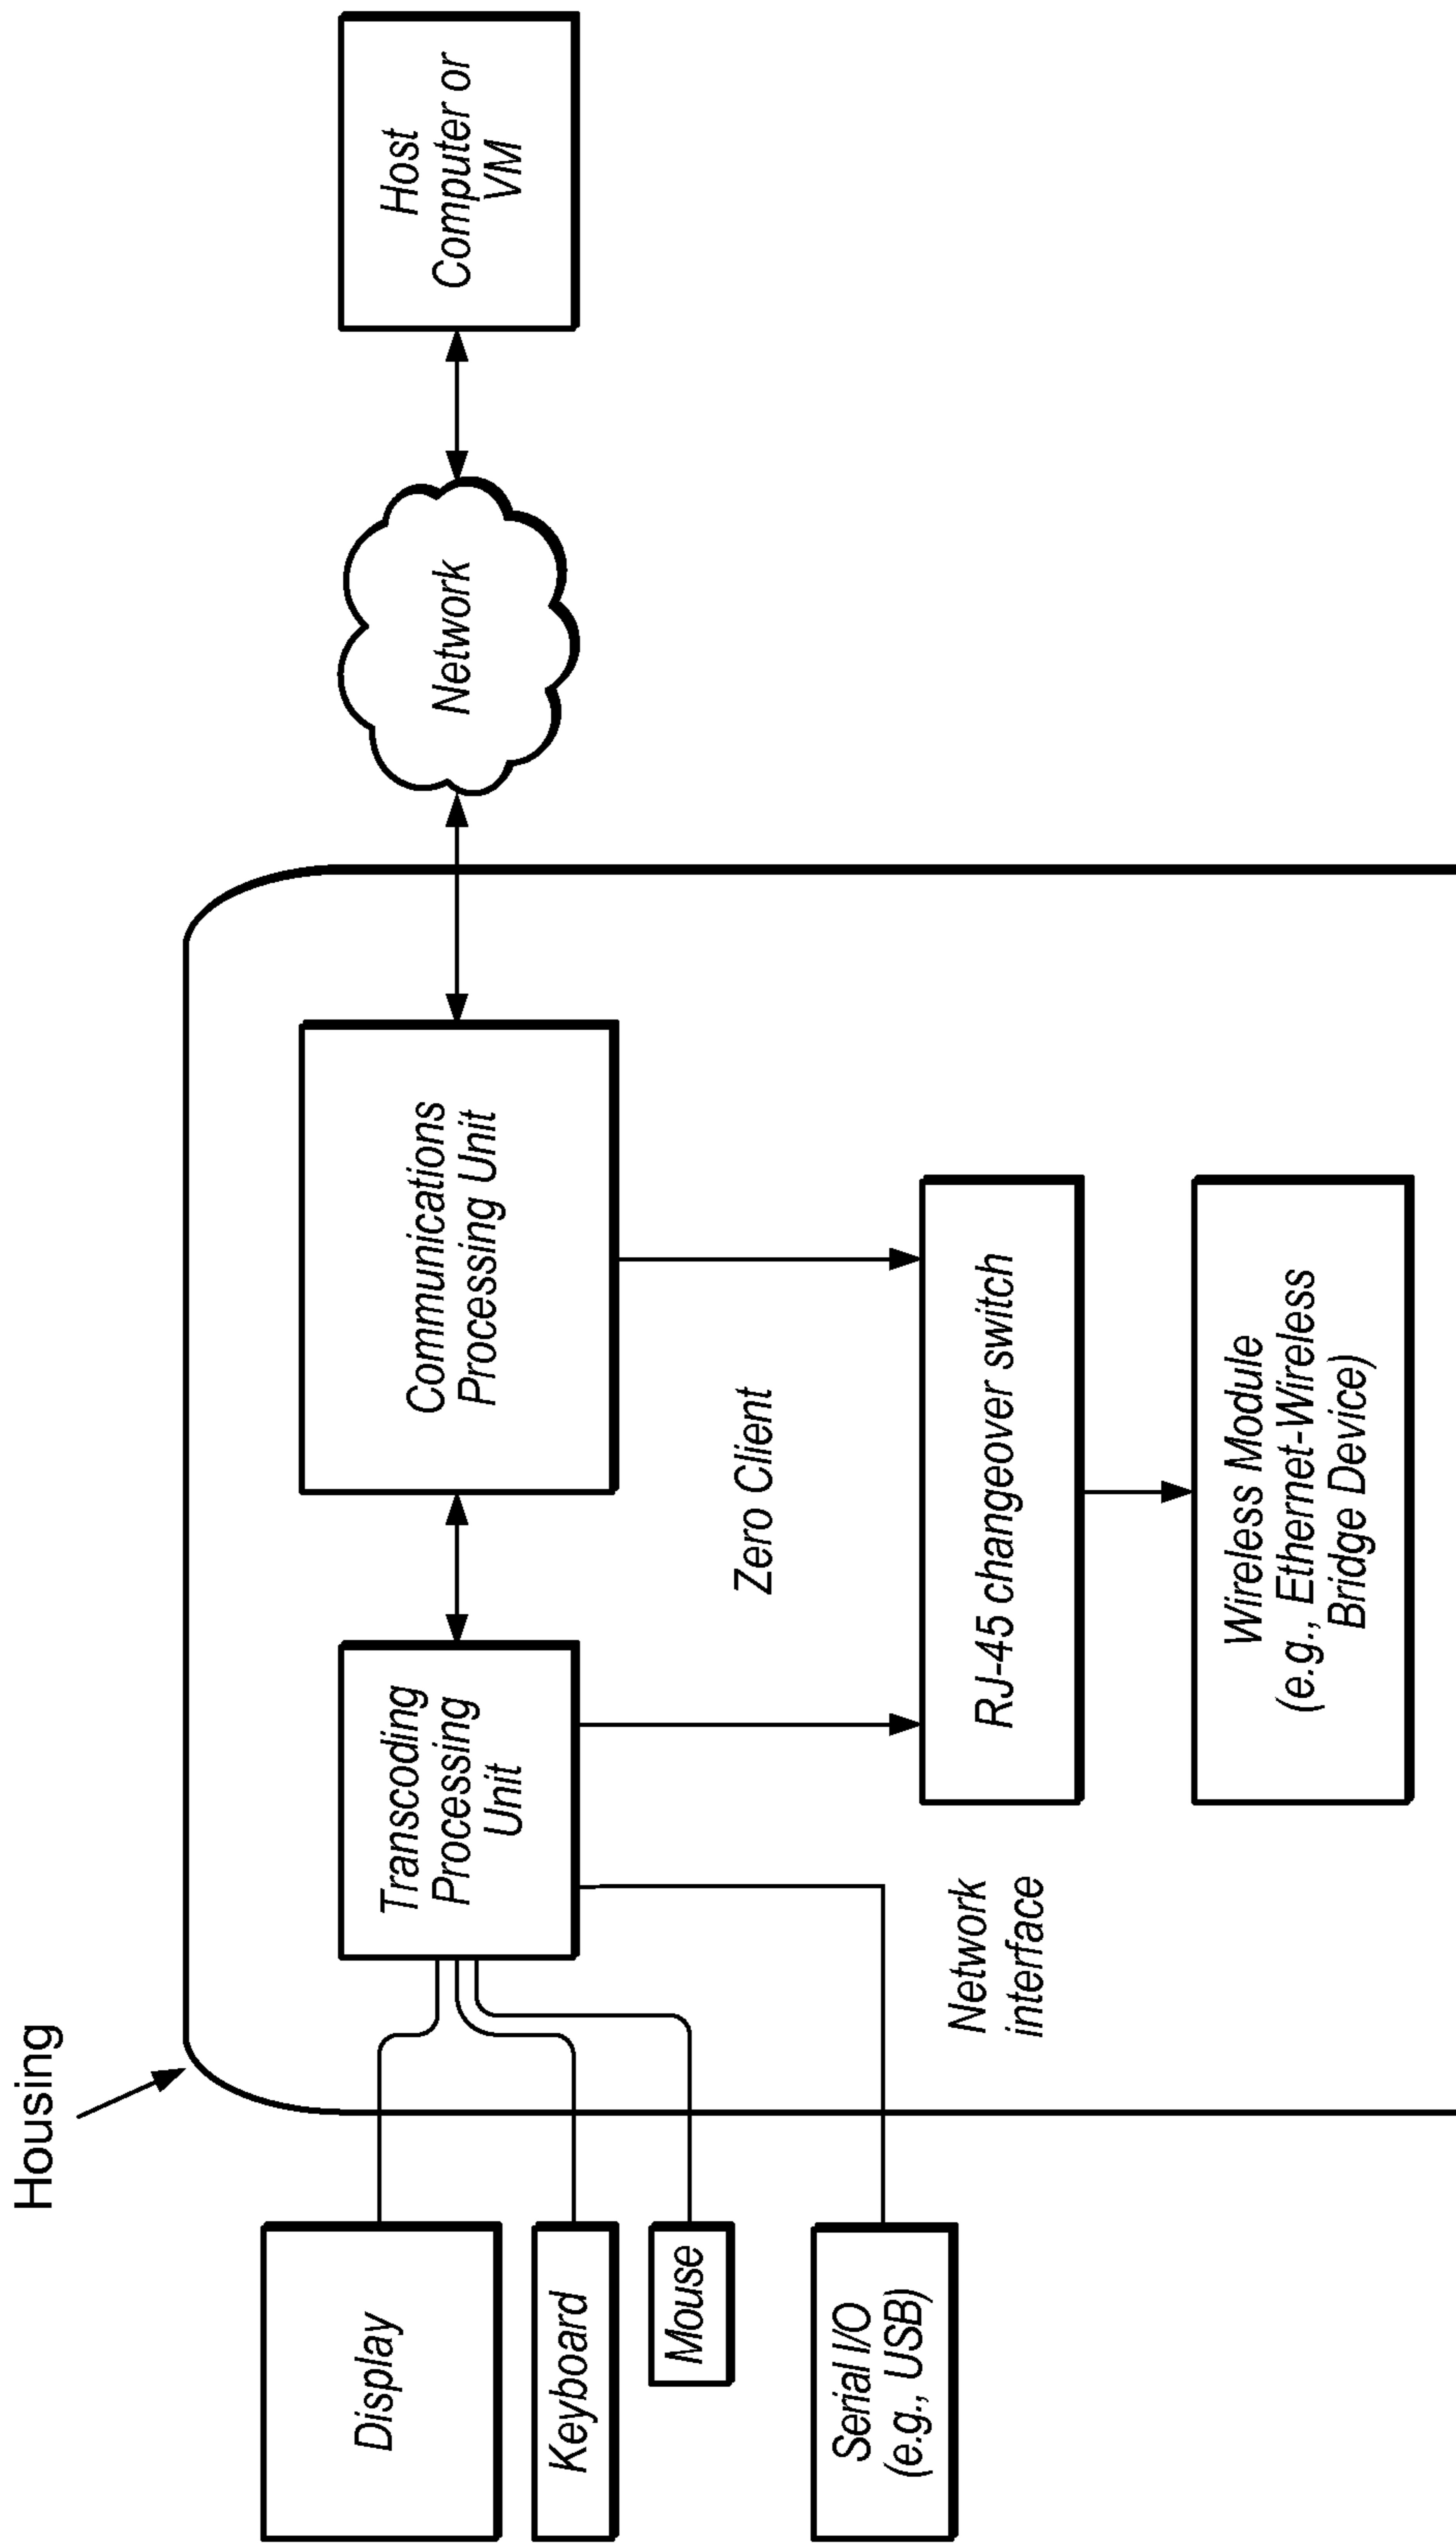 Housing
Display
Keyboard
Mouse
Serial I/O
(e.g., USB)
Transcoding
Processing
Unit
Communications
Processing Unit
Network
Host
Computer or
VM
Zero Client
Network
interface
RJ-45 changeover switch
Wireless Module
(e.g., Ethernet-Wireless
Bridge Device)